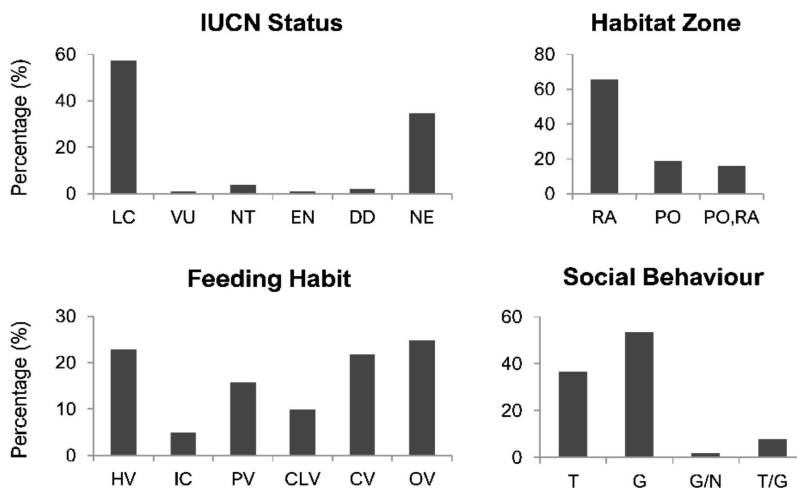 IUCN Status
Percentage (%)
60
40
20
0
LC VU NT EN DD NE
Habitat Zone
80
60
40
20
0
RA PO PO,RA
Feeding Habit
Percentage (%)
30
20
10
0
HV IC PV CLV CV OV
Social Behaviour
60
40
20
0
T G G/N T/G